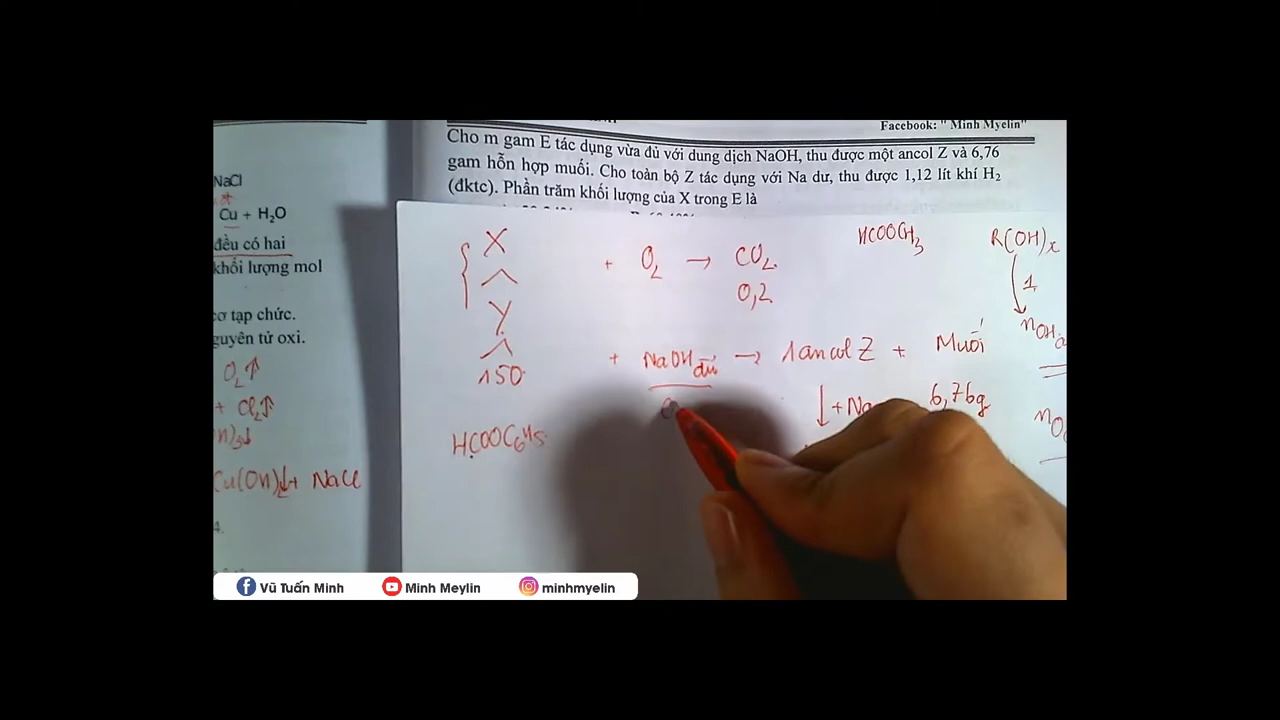 Facebook: " Minh Myelin"
Cho m gam E tác dụng vừa đủ với dung dịch NaOH, thu được một ancol Z và 6,76
gam hỗn hợp muối. Cho toàn bộ Z tác dụng với Na dư, thu được 1,12 lít khí H₂
(đktc). Phần trăm khối lượng của X trong E là
NaCl
Cu + H₂O
đều có hai
khối lượng mol
cơ tạp chức.
guyên tử oxi.
O₂↑
+ Cl₂↑
Cu(OH)↓ + NaCl
X
Y
150
+ O₂ → CO₂
0,2
HCOOCH₃
R(OH)ₓ
+ NaOH đủ → 1 ancol Z + Muối
↓ + Na
6,76g
HCOOC₆H₅
Vũ Tuấn Minh
Minh Meylin
minhmyelin